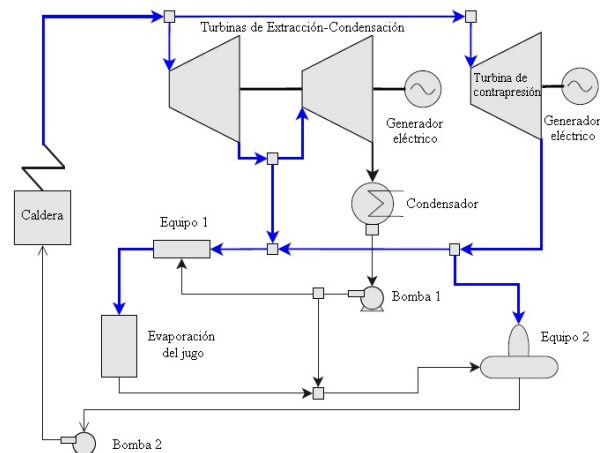 Turbinas de Extracción-Condensación
Turbina de
contrapresión
Generador
eléctrico
Generador
eléctrico
Caldera
Condensador
Equipo 1
Bomba 1
Evaporación
del jugo
Equipo 2
Bomba 2